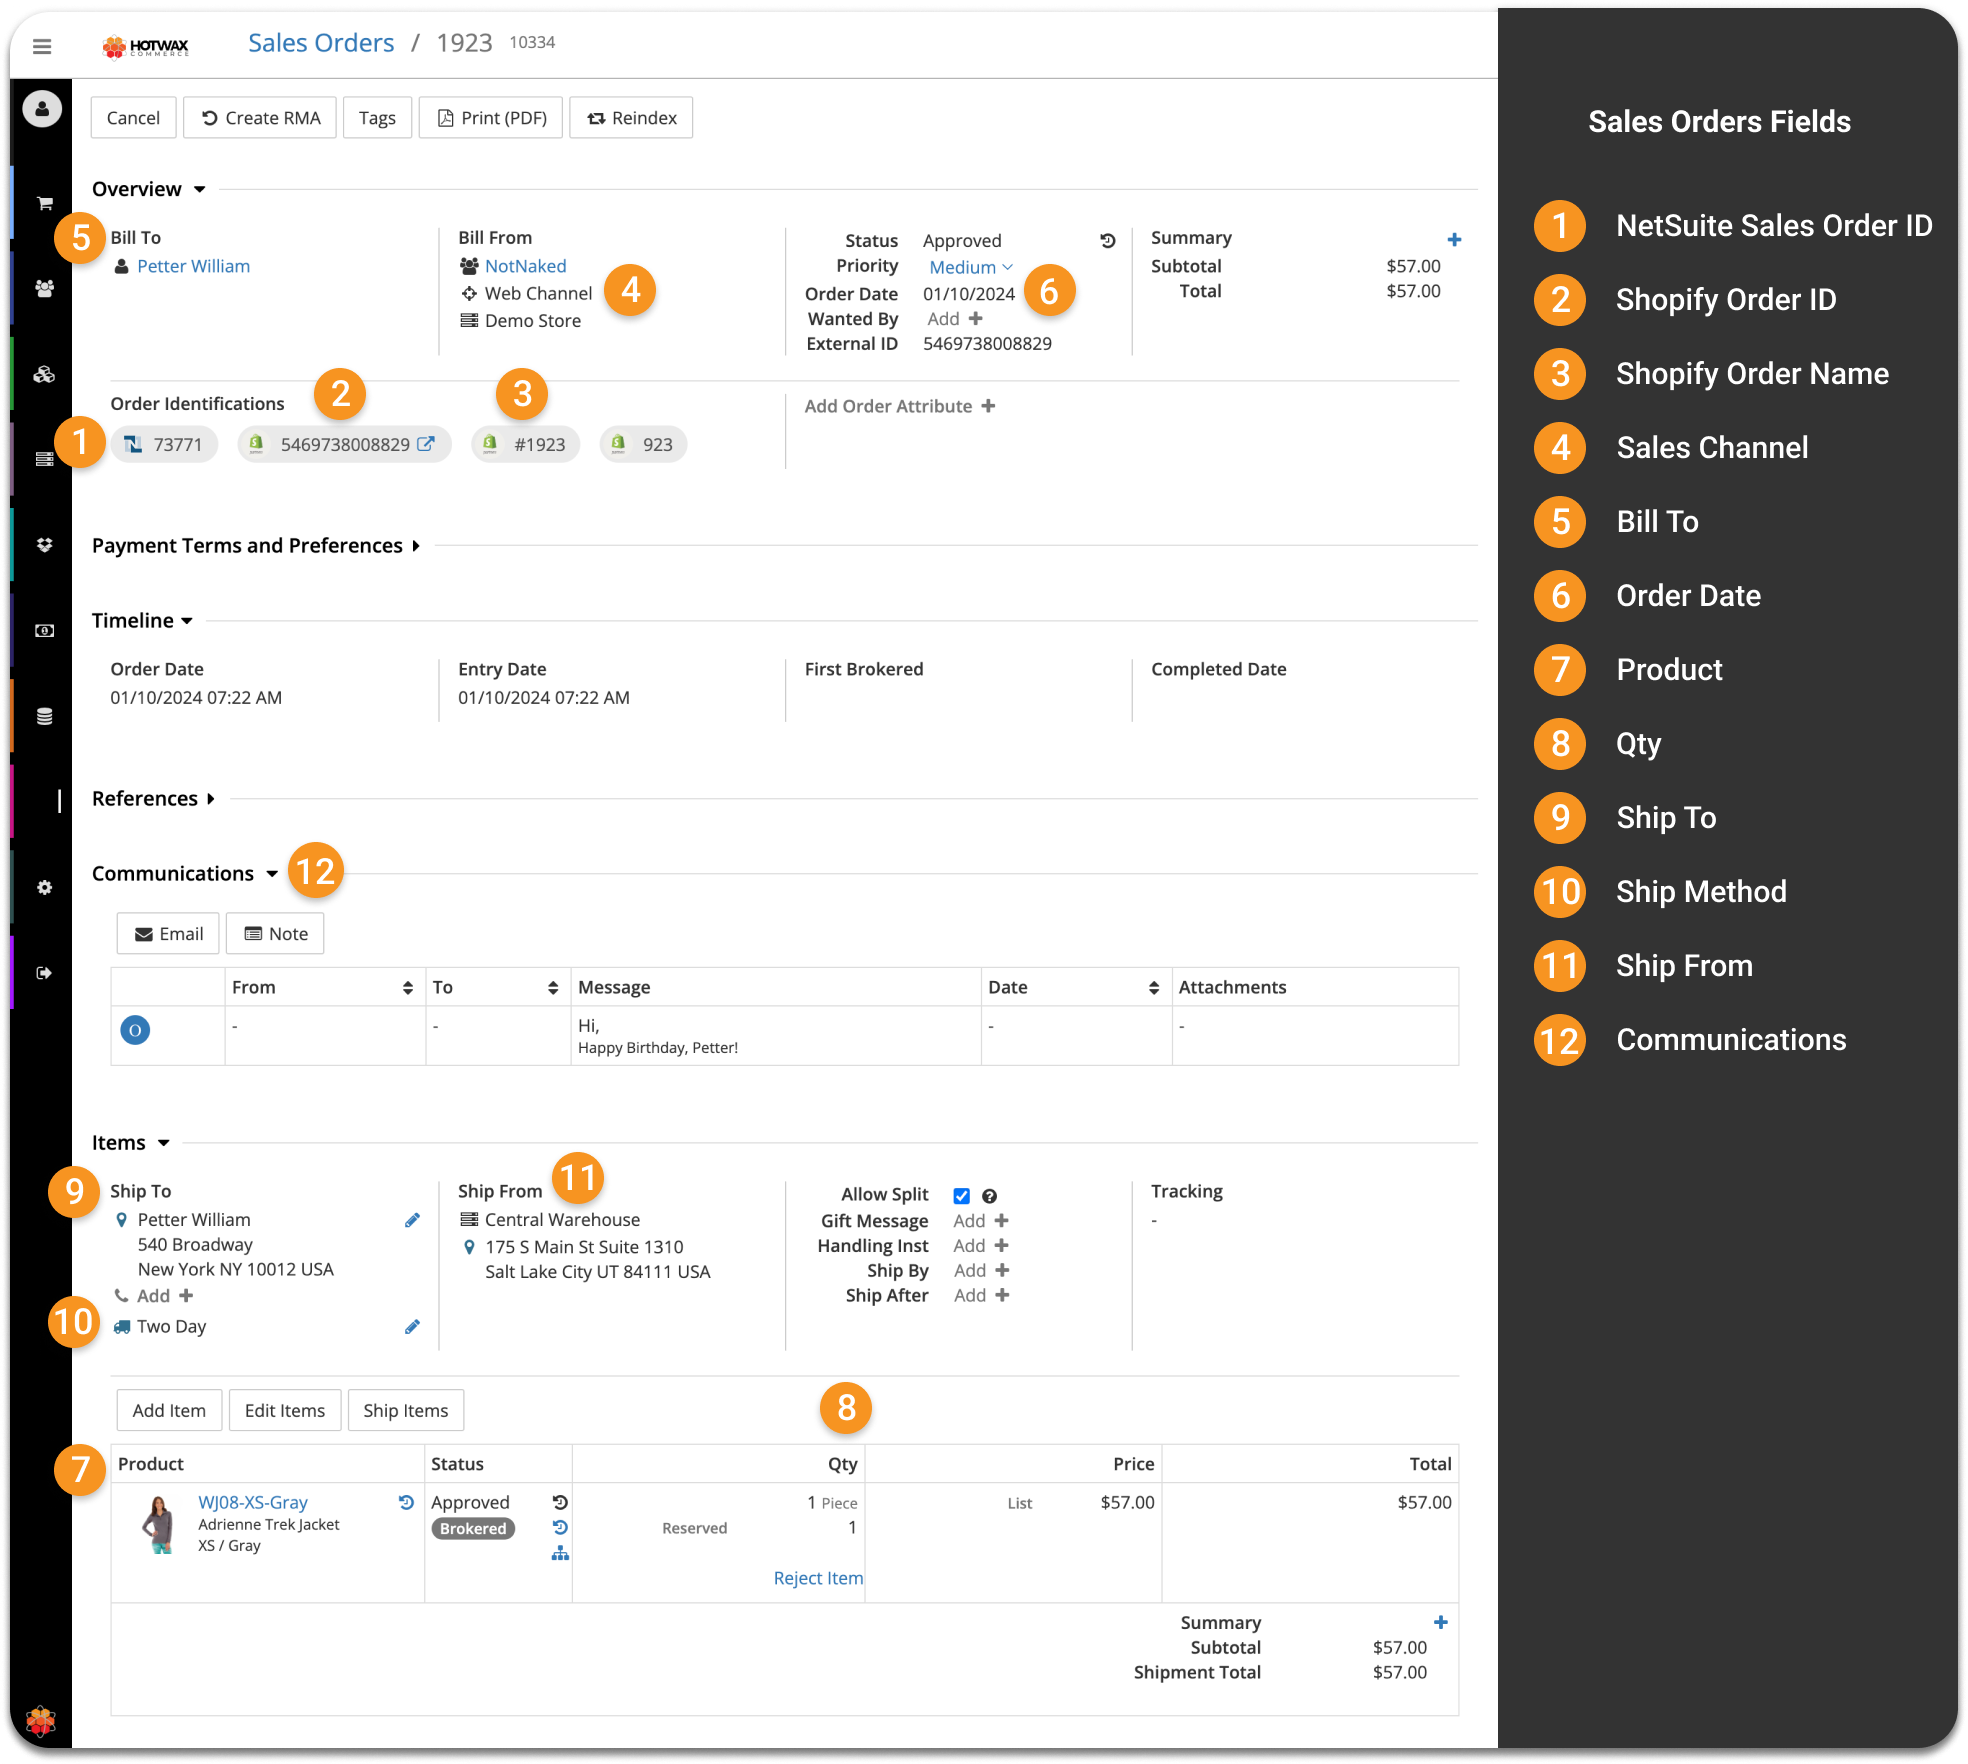 HOTWAX
COMMERCE
Sales Orders / 1923 10334
Cancel
Create RMA
Tags
Print (PDF)
Reindex
Overview
5
Bill To
Petter William
Bill From
NotNaked
Web Channel
4
Demo Store
Status Approved
Priority Medium
Order Date 01/10/2024
6
Wanted By Add
External ID 5469738008829
Summary
Subtotal $57.00
Total $57.00
Order Identifications
2
3
1
73771
5469738008829
#1923
923
Add Order Attribute
Payment Terms and Preferences
Timeline
Order Date
01/10/2024 07:22 AM
Entry Date
01/10/2024 07:22 AM
First Brokered
Completed Date
References
Communications
12
Email
Note
From To Message Date Attachments
O - - Hi, - -
Happy Birthday, Petter!
Items
9
Ship To
Petter William
540 Broadway
New York NY 10012 USA
Add
10
Two Day
11
Ship From
Central Warehouse
175 S Main St Suite 1310
Salt Lake City UT 84111 USA
Allow Split
Gift Message Add
Handling Inst Add
Ship By Add
Ship After Add
Tracking
-
Add Item
Edit Items
Ship Items
8
7
Product Status Qty Price Total
WJ08-XS-Gray
Adrienne Trek Jacket
XS / Gray
Approved
Brokered
1 Piece
Reserved 1
Reject Item
List $57.00
$57.00
Summary
Subtotal $57.00
Shipment Total $57.00
Sales Orders Fields
1 NetSuite Sales Order ID
2 Shopify Order ID
3 Shopify Order Name
4 Sales Channel
5 Bill To
6 Order Date
7 Product
8 Qty
9 Ship To
10 Ship Method
11 Ship From
12 Communications